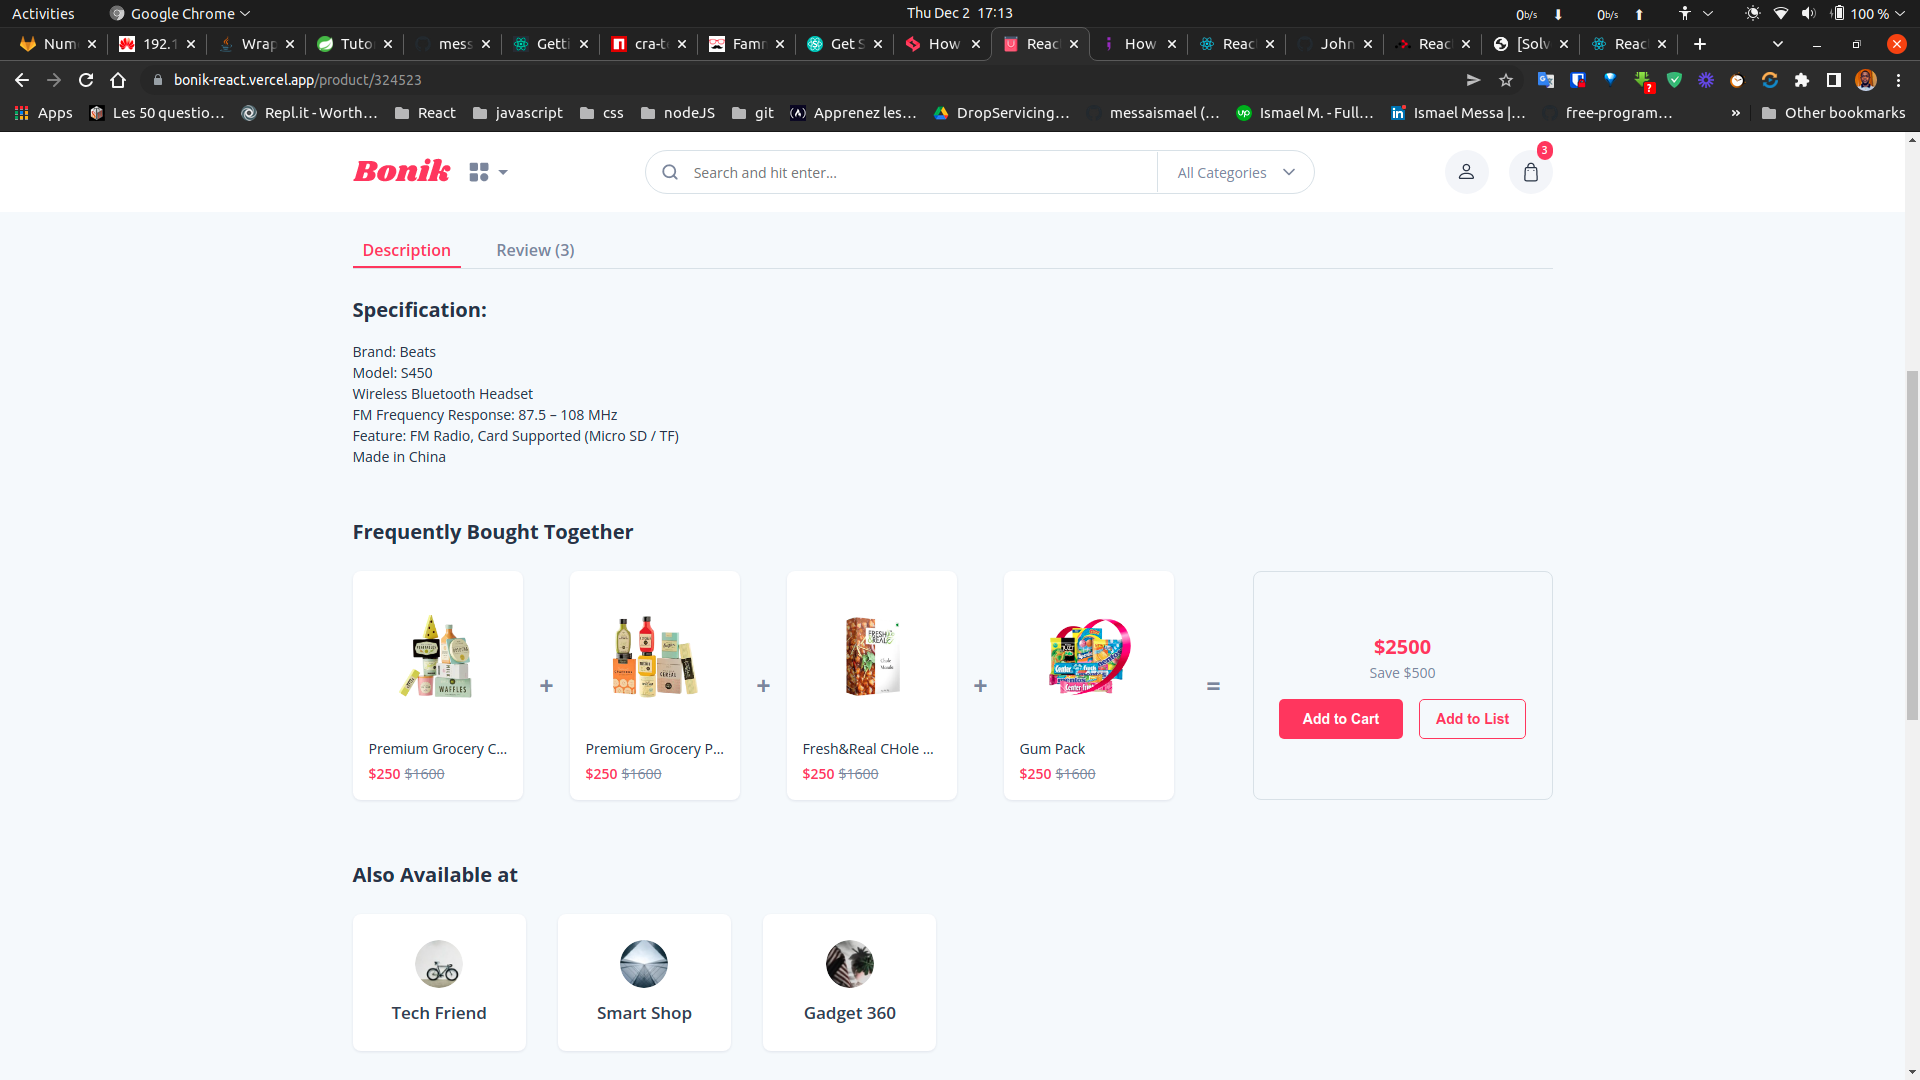 Activities Google Chrome Thu Dec 2 17:13 0b/s 0b/s 100 %
Num 192.1 Wrap Tuto mess Getti cra-t Fam Get S How Reac How Reac John Reac [Solv Reac
bonik-react.vercel.app/product/324523
Apps Les 50 questio... Repl.it - Worth... React javascript css nodeJS git Apprenez les... DropServicing... messaismael (... Ismael M. - Full... Ismael Messa |... free-program... » Other bookmarks
Bonik Search and hit enter... All Categories 3
Description Review (3)
Specification:
Brand: Beats
Model: S450
Wireless Bluetooth Headset
FM Frequency Response: 87.5 – 108 MHz
Feature: FM Radio, Card Supported (Micro SD / TF)
Made in China
Frequently Bought Together
WAFFLES
CEREAL
FRESH REAL
+ + + =
Premium Grocery C... Premium Grocery P... Fresh&Real CHole ... Gum Pack
$250 $1600 $250 $1600 $250 $1600 $250 $1600
$2500
Save $500
Add to Cart Add to List
Also Available at
Tech Friend Smart Shop Gadget 360